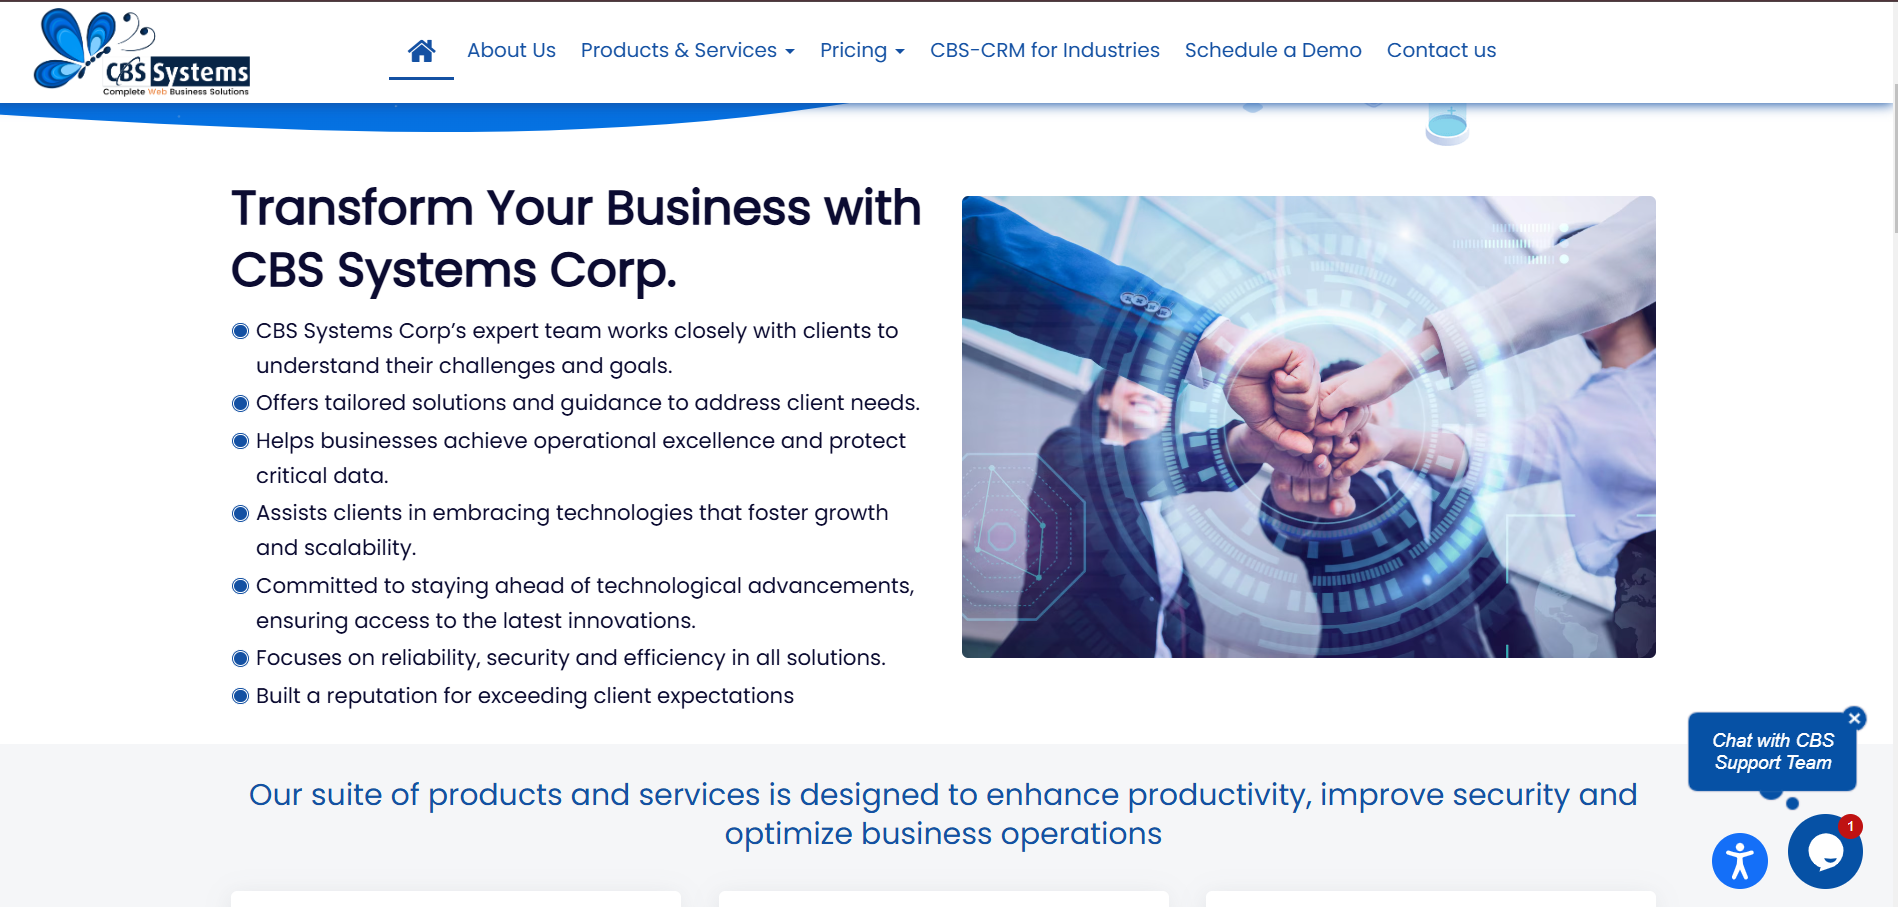 CBS Systems
Complete Web Business Solutions
About Us
Products & Services
Pricing
CBS-CRM for Industries
Schedule a Demo
Contact us
Transform Your Business with
CBS Systems Corp.
CBS Systems Corp’s expert team works closely with clients to
understand their challenges and goals.
Offers tailored solutions and guidance to address client needs.
Helps businesses achieve operational excellence and protect
critical data.
Assists clients in embracing technologies that foster growth
and scalability.
Committed to staying ahead of technological advancements,
ensuring access to the latest innovations.
Focuses on reliability, security and efficiency in all solutions.
Built a reputation for exceeding client expectations
Our suite of products and services is designed to enhance productivity, improve security and
optimize business operations
Chat with CBS
Support Team
1